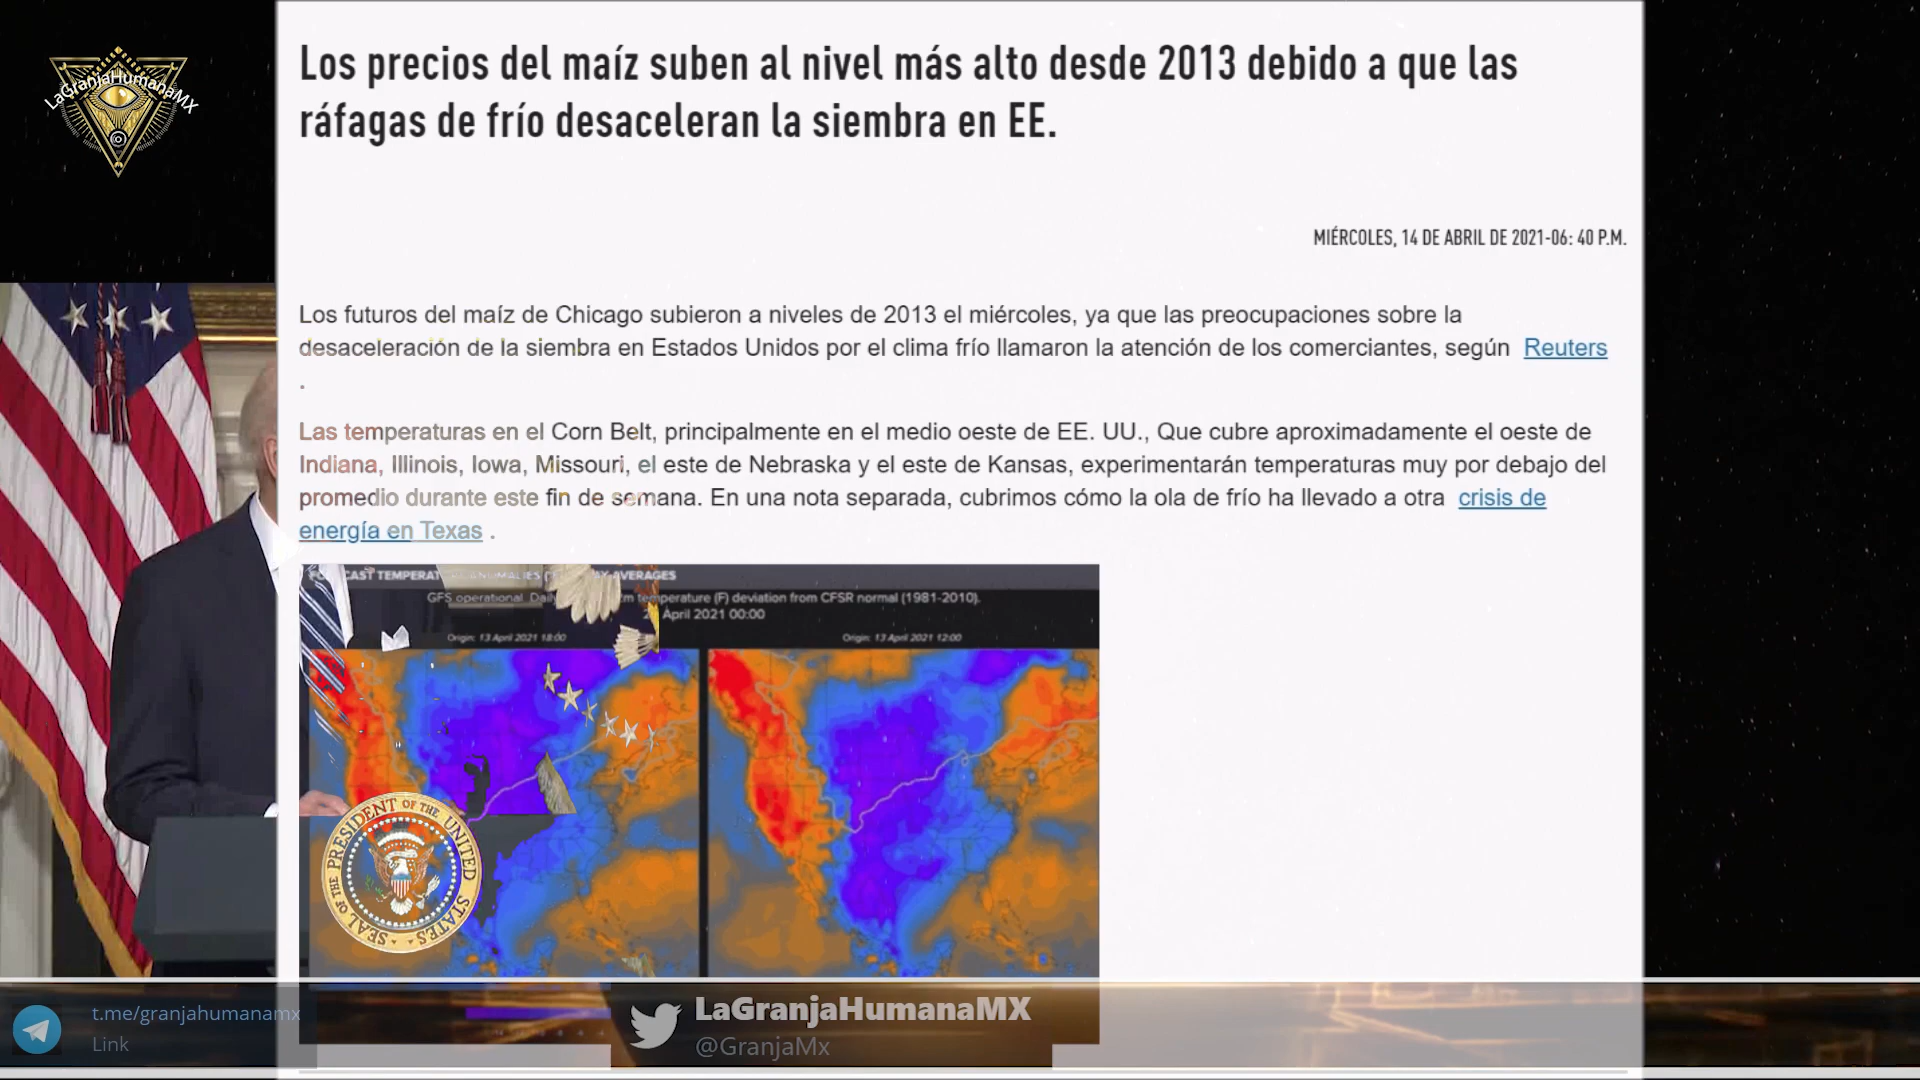 LaGranjaHumanaMX
Los precios del maíz suben al nivel más alto desde 2013 debido a que las
ráfagas de frío desaceleran la siembra en EE.
MIÉRCOLES, 14 DE ABRIL DE 2021-06: 40 P.M.
Los futuros del maíz de Chicago subieron a niveles de 2013 el miércoles, ya que las preocupaciones sobre la
desaceleración de la siembra en Estados Unidos por el clima frío llamaron la atención de los comerciantes, según Reuters
.
Las temperaturas en el Corn Belt, principalmente en el medio oeste de EE. UU., Que cubre aproximadamente el oeste de
Indiana, Illinois, Iowa, Missouri, el este de Nebraska y el este de Kansas, experimentarán temperaturas muy por debajo del
promedio durante este fin de semana. En una nota separada, cubrimos cómo la ola de frío ha llevado a otra crisis de
energía en Texas .
AVERAGES
GFS operational. temperature (F) deviation from CFSR normal (1981-2010).
April 2021 00:00
Origin: 13 April 2021 18:00
Origin: 13 April 2021 12:00
SEAL OF THE PRESIDENT OF THE UNITED STATES
t.me/granjahumanamx
Link
LaGranjaHumanaMX
@GranjaMx